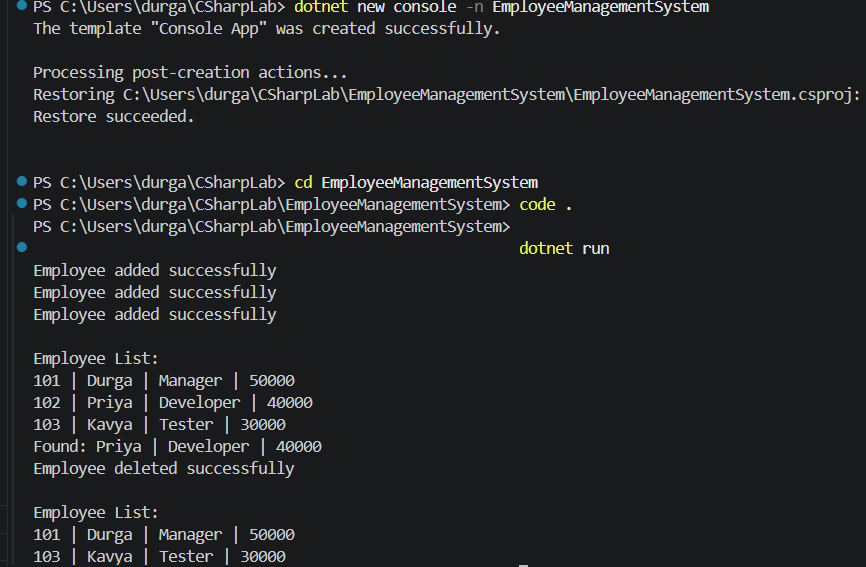 PS C:\Users\durga\CSharpLab> dotnet new console -n EmployeeManagementSystem
The template "Console App" was created successfully.
Processing post-creation actions...
Restoring C:\Users\durga\CSharpLab\EmployeeManagementSystem\EmployeeManagementSystem.csproj:
Restore succeeded.
PS C:\Users\durga\CSharpLab> cd EmployeeManagementSystem
PS C:\Users\durga\CSharpLab\EmployeeManagementSystem> code .
PS C:\Users\durga\CSharpLab\EmployeeManagementSystem>
dotnet run
Employee added successfully
Employee added successfully
Employee added successfully
Employee List:
101 | Durga | Manager | 50000
102 | Priya | Developer | 40000
103 | Kavya | Tester | 30000
Found: Priya | Developer | 40000
Employee deleted successfully
Employee List:
101 | Durga | Manager | 50000
103 | Kavya | Tester | 30000